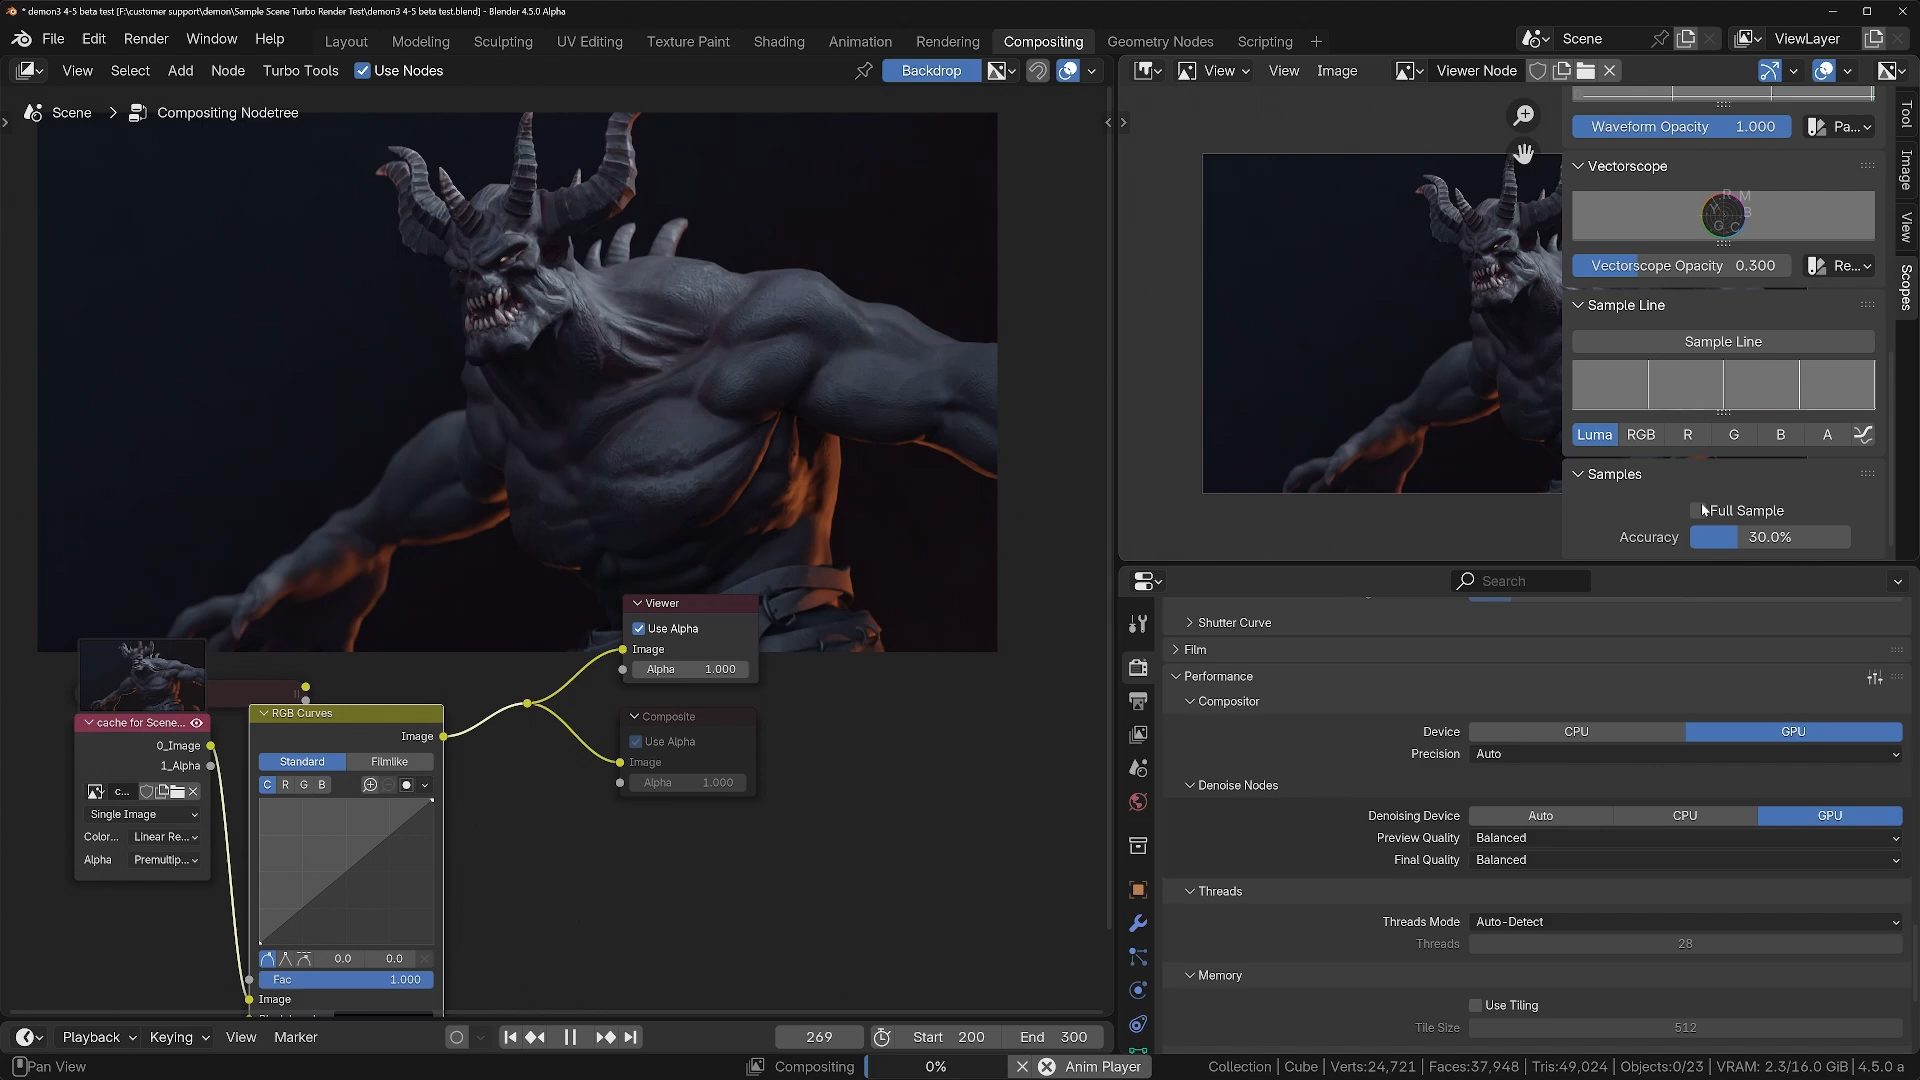 * demon3 4-5 beta test [F:\customer support\demon\Sample Scene Turbo Render Test\demon3 4-5 beta test.blend] - Blender 4.5.0 Alpha
File Edit Render Window Help
Layout Modeling Sculpting UV Editing Texture Paint Shading Animation Rendering Compositing Geometry Nodes Scripting +
Scene
ViewLayer
View Select Add Node Turbo Tools Use Nodes
Backdrop
View View Image
Viewer Node
Scene > Compositing Nodetree
Waveform Opacity 1.000
Pa...
Vectorscope
R M
Y B
G C
Vectorscope Opacity 0.300
Re...
Sample Line
Sample Line
Luma RGB R G B A
Samples
Full Sample
Accuracy 30.0%
Tool
Image
View
Scopes
Viewer
Use Alpha
Image
Alpha 1.000
Composite
Use Alpha
Image
Alpha 1.000
cache for Scene...
0_Image
1_Alpha
c...
Single Image
Color... Linear Re...
Alpha Premultip...
RGB Curves
Image
Standard Filmlike
C R G B
0.0 0.0
Fac 1.000
Image
Search
Shutter Curve
Film
Performance
Compositor
Device CPU GPU
Precision Auto
Denoise Nodes
Denoising Device Auto CPU GPU
Preview Quality Balanced
Final Quality Balanced
Threads
Threads Mode Auto-Detect
Threads 28
Memory
Use Tiling
Tile Size 512
Playback Keying View Marker
269
Start 200 End 300
Pan View
Compositing 0%
Anim Player
Collection | Cube | Verts:24,721 | Faces:37,948 | Tris:49,024 | Objects:0/23 | VRAM: 2.3/16.0 GiB | 4.5.0 a